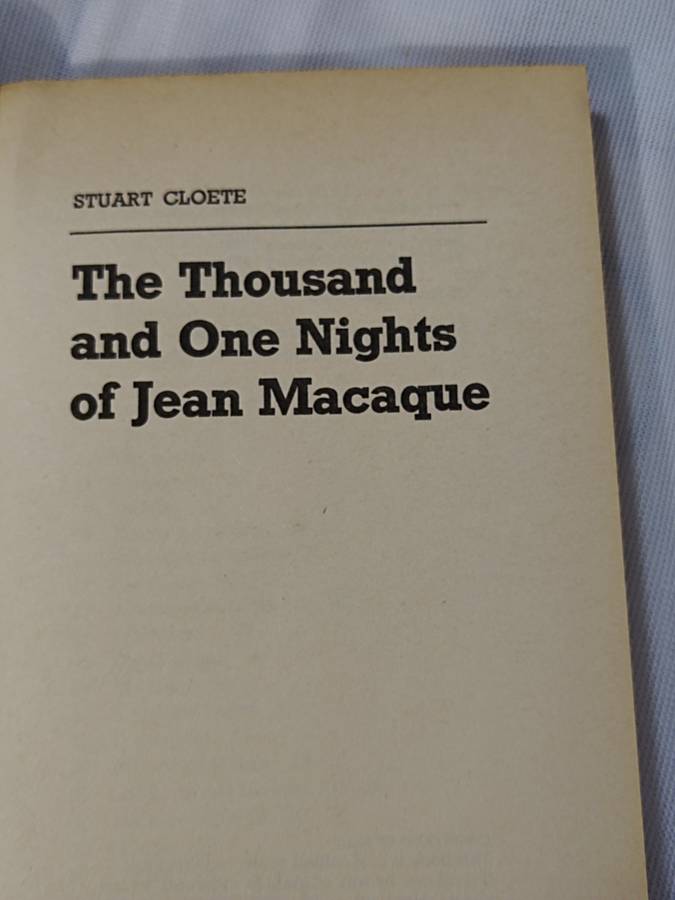 STUART CLOETE
The Thousand
and One Nights
of Jean Macaque